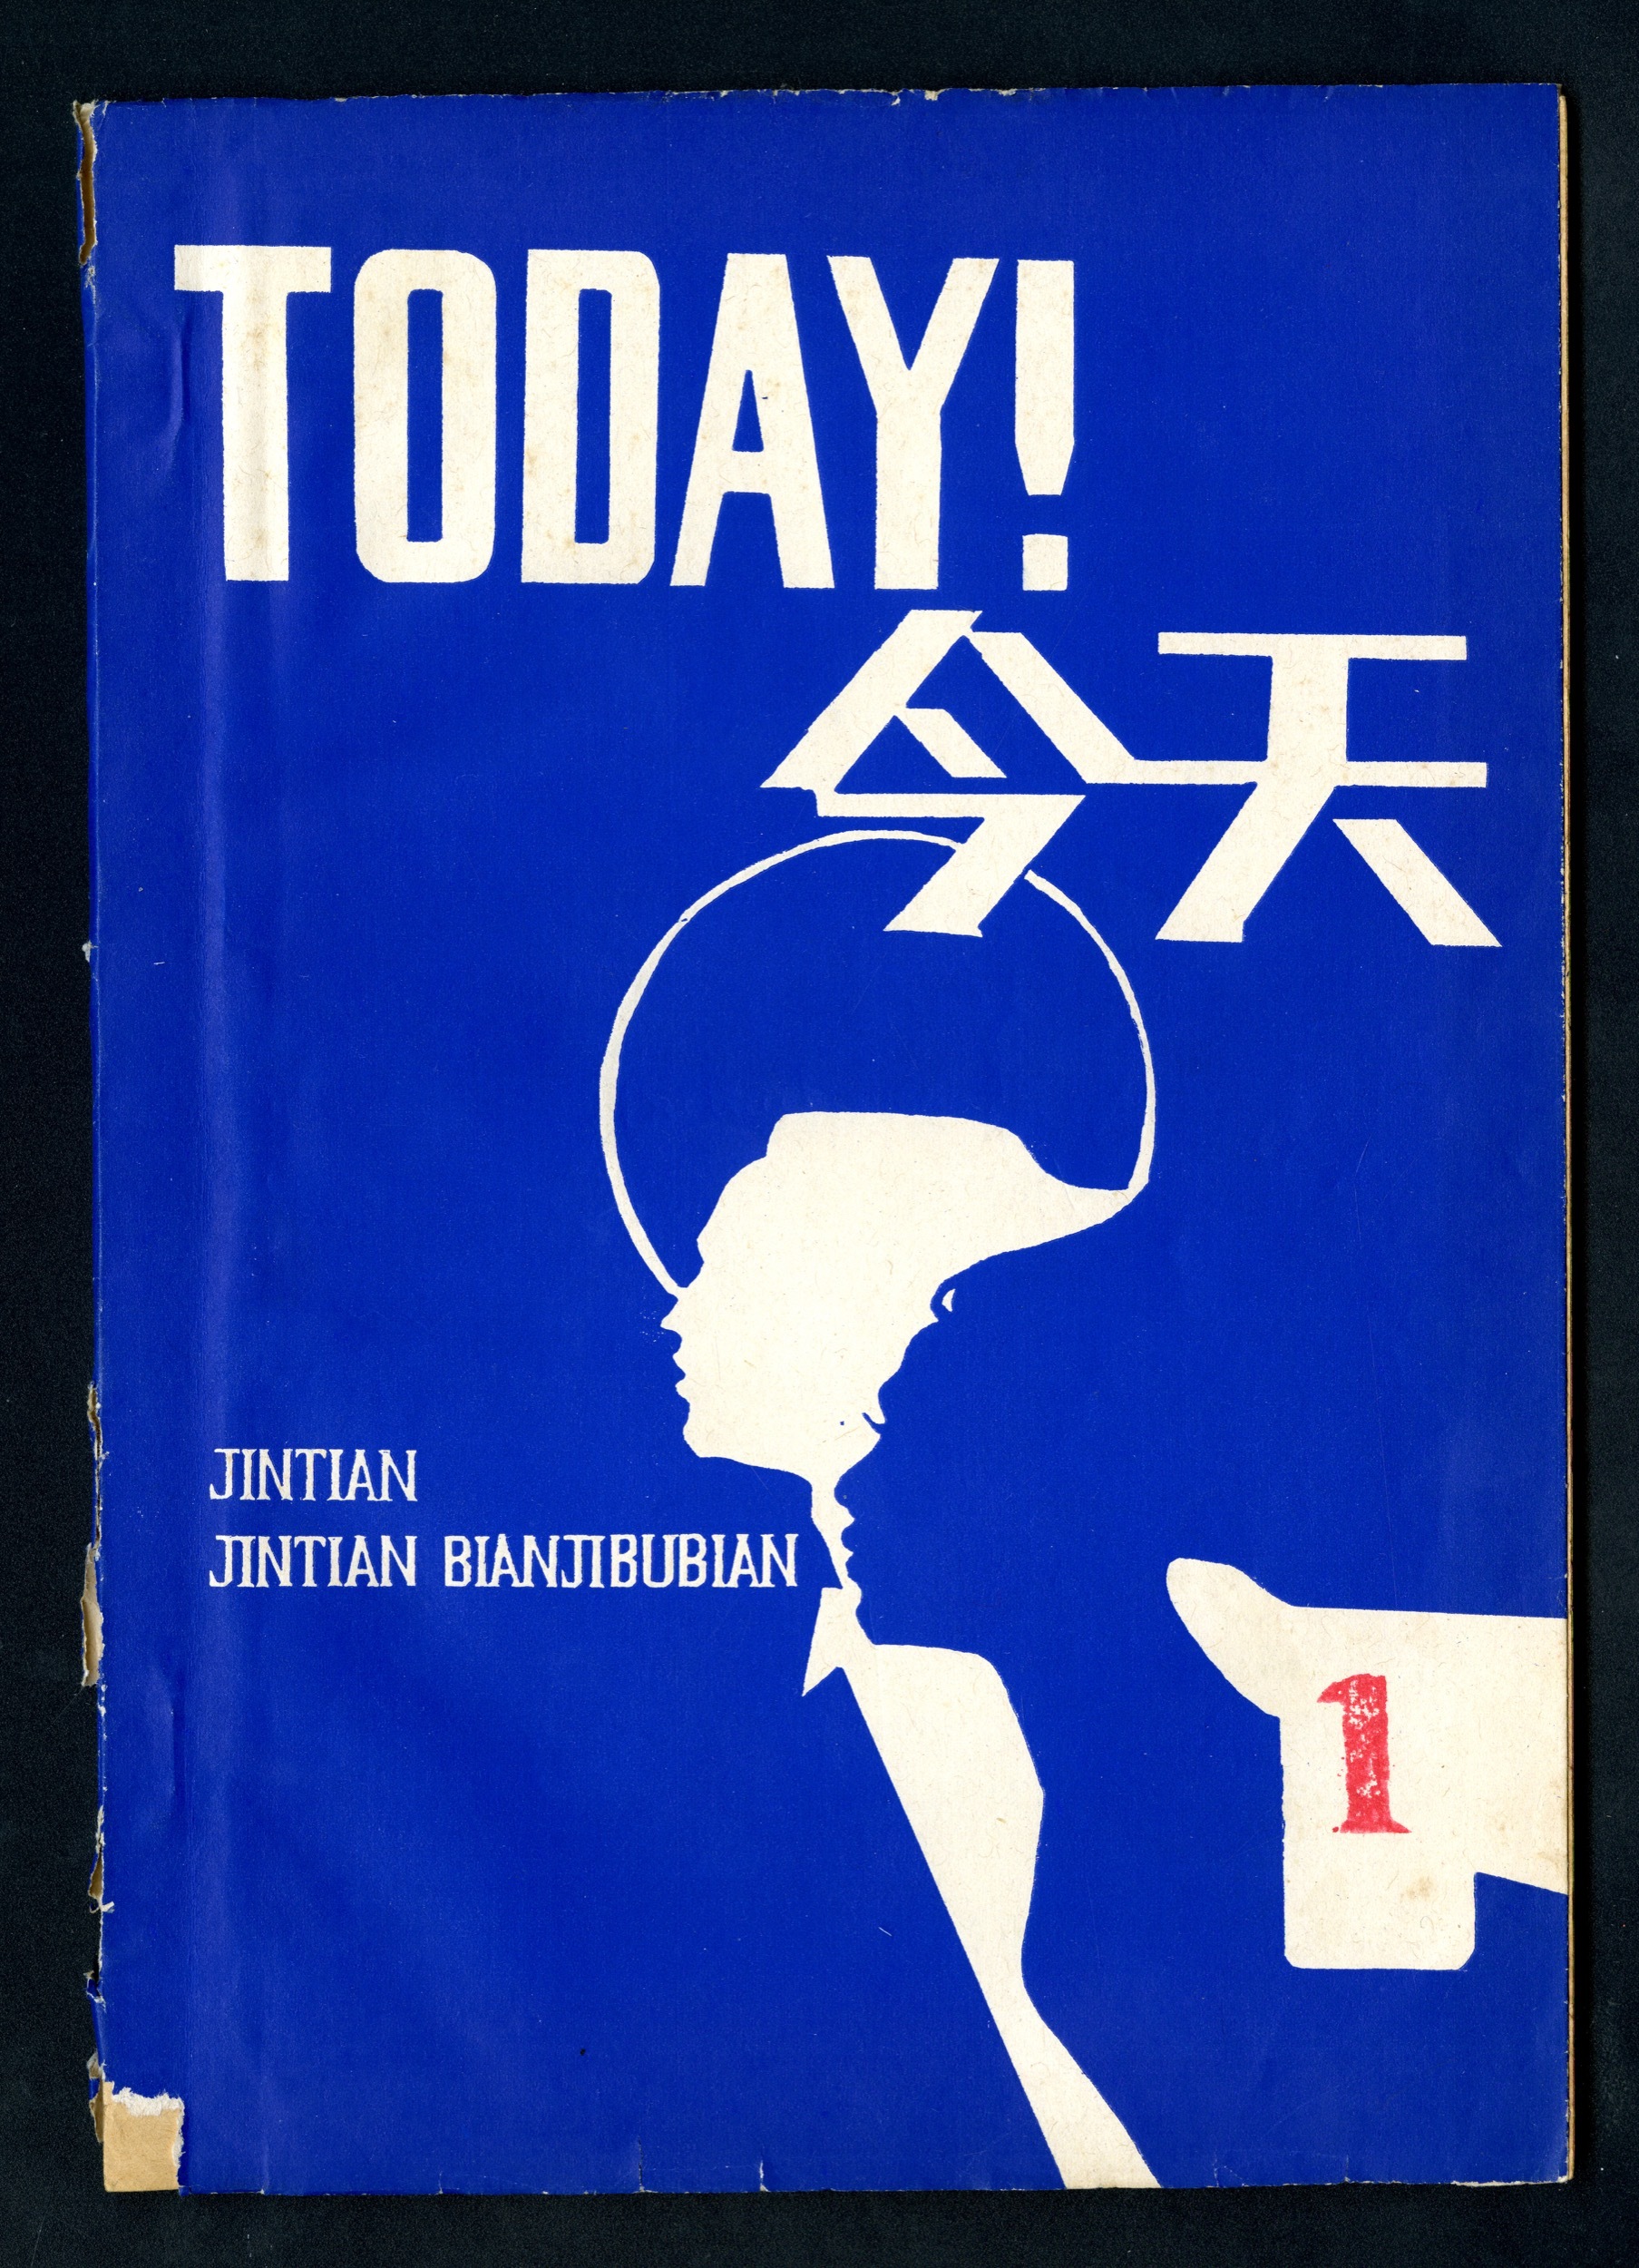 TODAY!
今天
JINTIAN
JINTIAN BIANJIBUBIAN
1